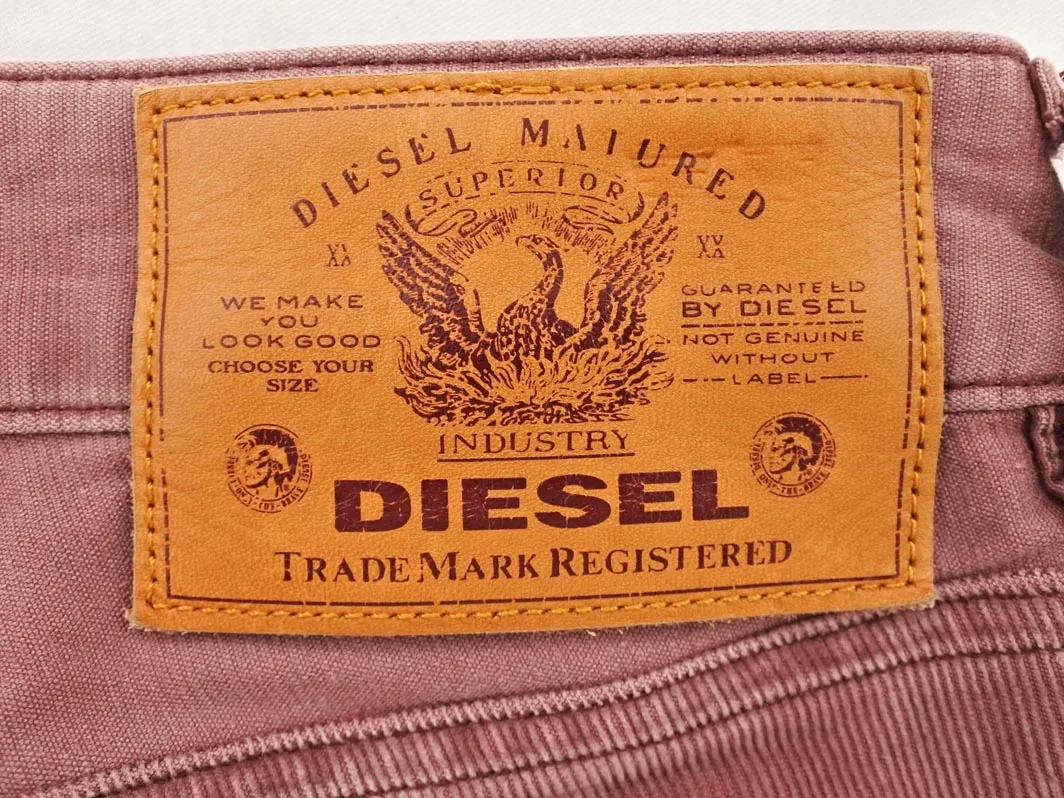 DIESEL MATURED
SUPERIOR
XX
XX
WE MAKE
YOU
LOOK GOOD
CHOOSE YOUR
SIZE
GUARANTEED
BY DIESEL
NOT GENUINE
WITHOUT
LABEL
INDUSTRY
DIESEL
TRADE MARK REGISTERED